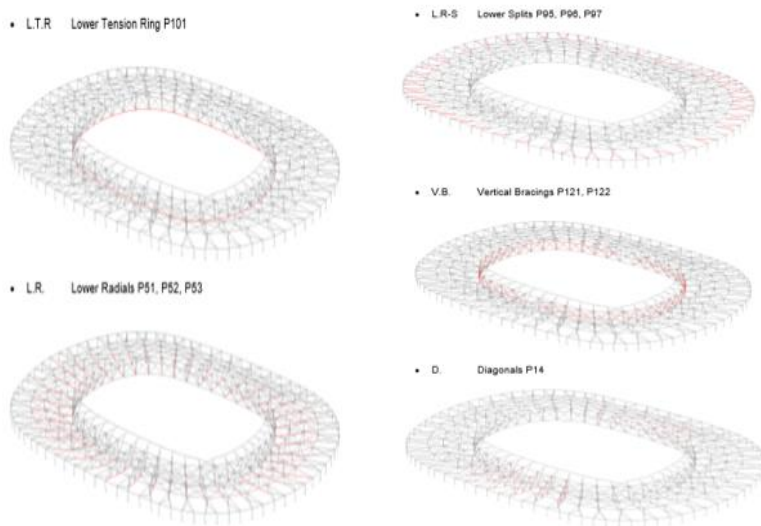 • L.T.R Lower Tension Ring P101
• L.R. Lower Radials P51, P52, P53
• L.R-S Lower Splits P95, P96, P97
• V.B. Vertical Bracings P121, P122
• D. Diagonals P14